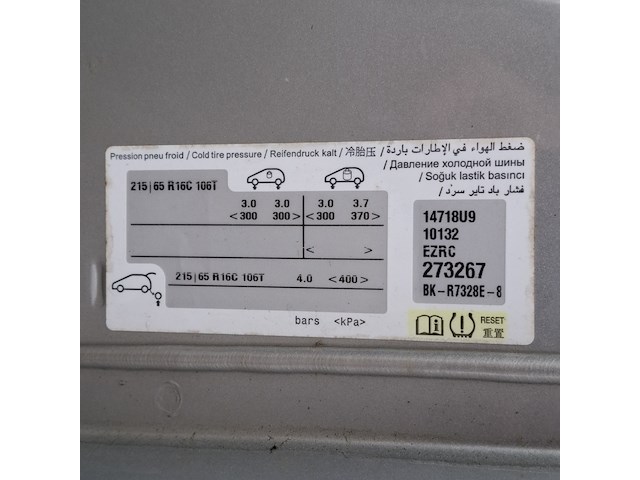 Pression pneu froid / Cold tire pressure / Reifendruck kalt / 冷胎压 / ضغط الهواء في الإطارات باردة
/ Давление холодной шины
/ Soğuk lastik basıncı
/ فشار باد تایر سرد
215|65 R16C 106T
3.0 3.0 3.0 3.7
<300 300> <300 370>
< >
215|65 R16C 106T 4.0 <400>
bars <kPa>
14718U9
10132
EZRC
273267
BK-R7328E-8
i (!) RESET
重置